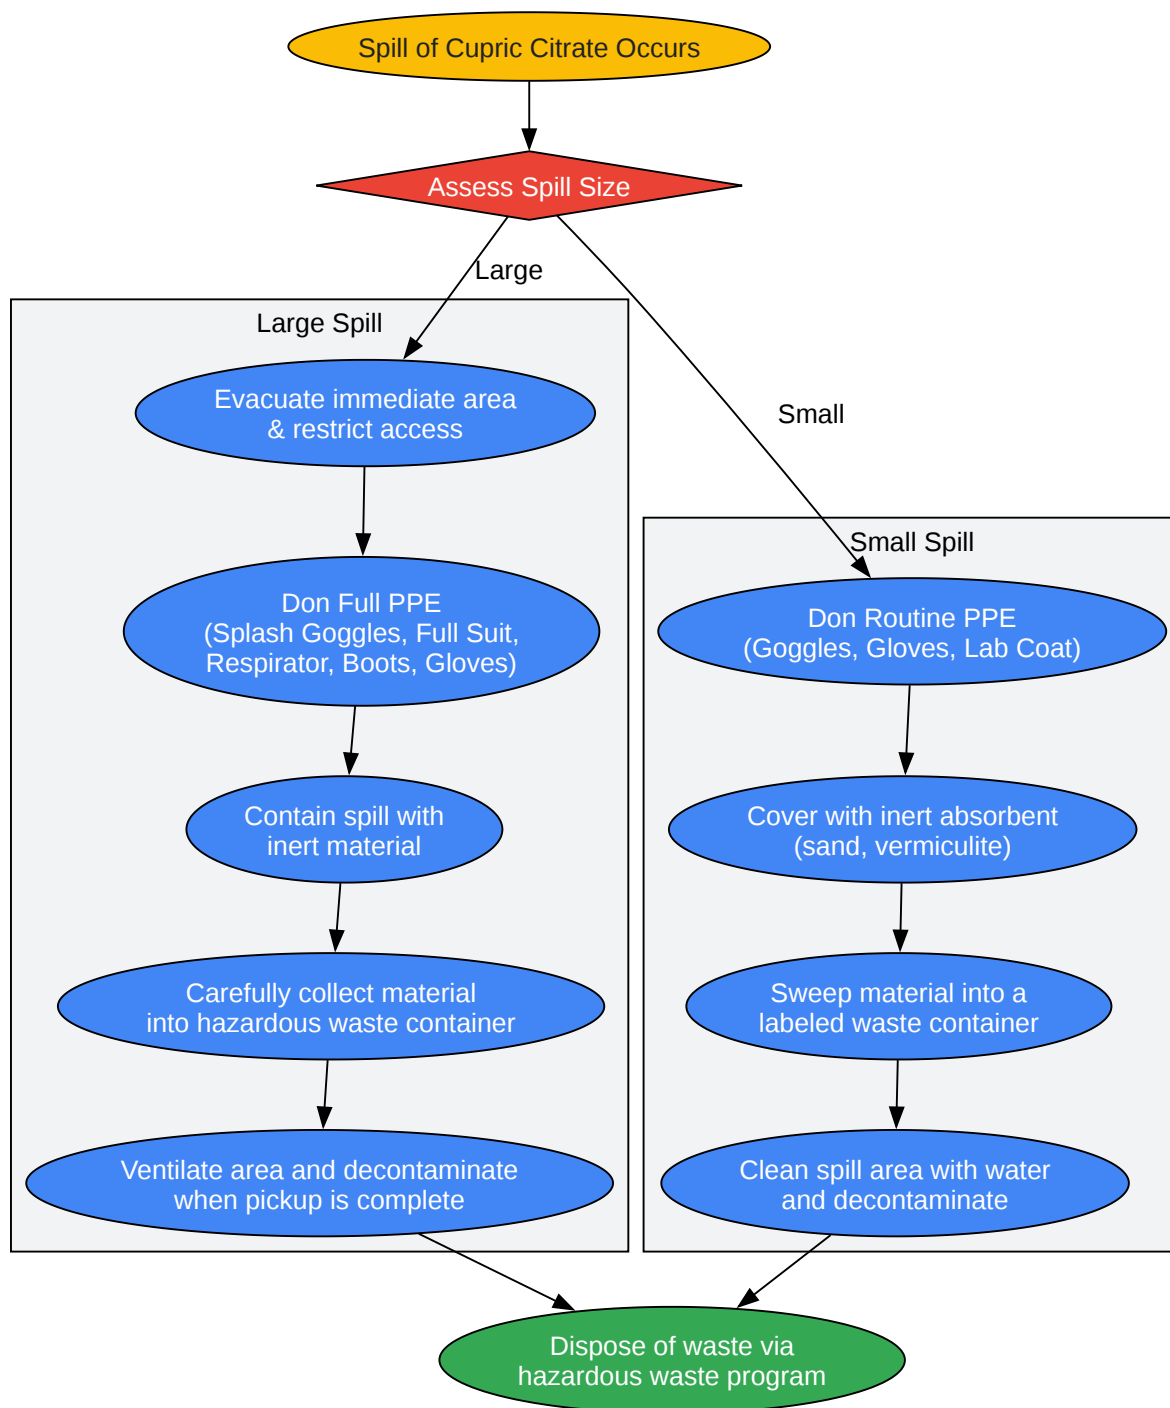 Spill of Cupric Citrate Occurs
Assess Spill Size
Large
Large Spill
Evacuate immediate area
& restrict access
Don Full PPE
(Splash Goggles, Full Suit,
Respirator, Boots, Gloves)
Contain spill with
inert material
Carefully collect material
into hazardous waste container
Ventilate area and decontaminate
when pickup is complete
Small
Small Spill
Don Routine PPE
(Goggles, Gloves, Lab Coat)
Cover with inert absorbent
(sand, vermiculite)
Sweep material into a
labeled waste container
Clean spill area with water
and decontaminate
Dispose of waste via
hazardous waste program